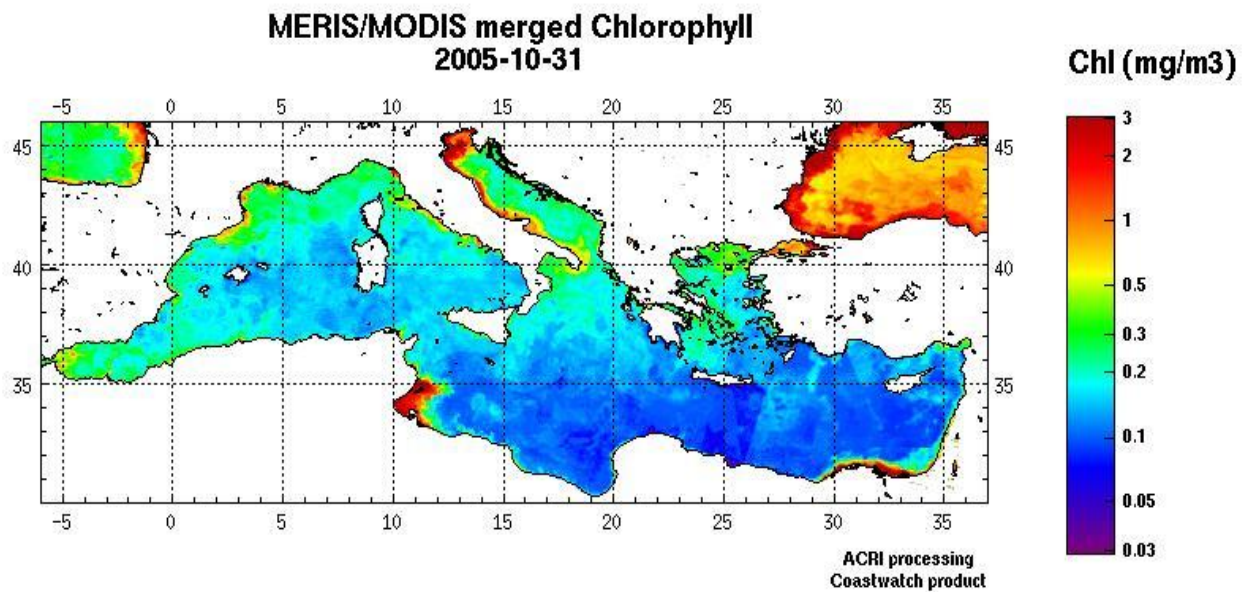 MERIS/MODIS merged Chlorophyll
2005-10-31
Chl (mg/m3)
-5 0 5 10 15 20 25 30 35
45 45
40 40
35 35
-5 0 5 10 15 20 25 30 35
3
2
1
0.5
0.3
0.2
0.1
0.05
0.03
ACRI processing
Coastwatch product